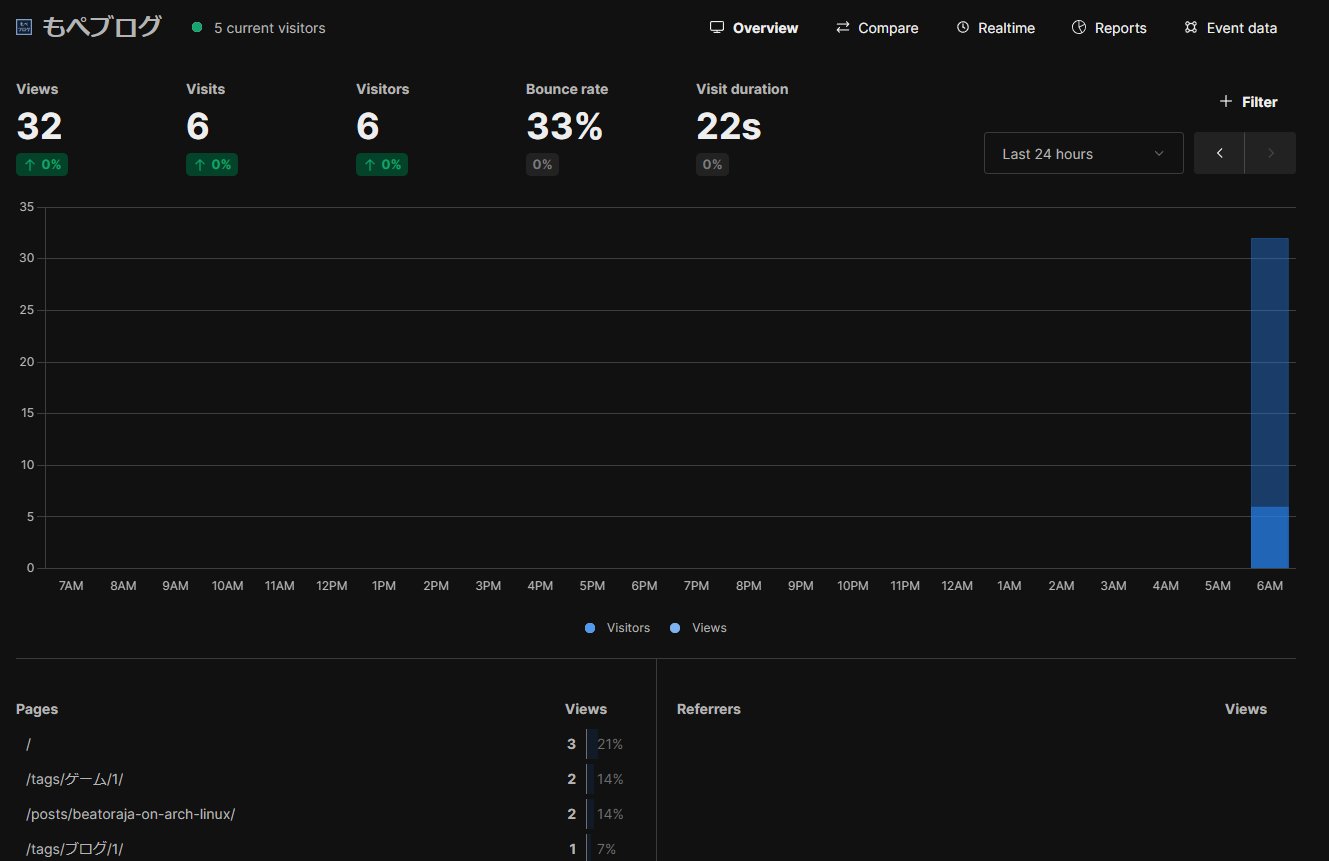 もペブログ 5 current visitors Overview Compare Realtime Reports Event data
Views Visits Visitors Bounce rate Visit duration
32 6 6 33% 22s
↑ 0% ↑ 0% ↑ 0% 0% 0%
+ Filter
Last 24 hours
35
30
25
20
15
10
5
0
7AM 8AM 9AM 10AM 11AM 12PM 1PM 2PM 3PM 4PM 5PM 6PM 7PM 8PM 9PM 10PM 11PM 12AM 1AM 2AM 3AM 4AM 5AM 6AM
Visitors Views
Pages Views
/ 3 21%
/tags/ゲーム/1/ 2 14%
/posts/beatoraja-on-arch-linux/ 2 14%
/tags/ブログ/1/ 1 7%
Referrers Views